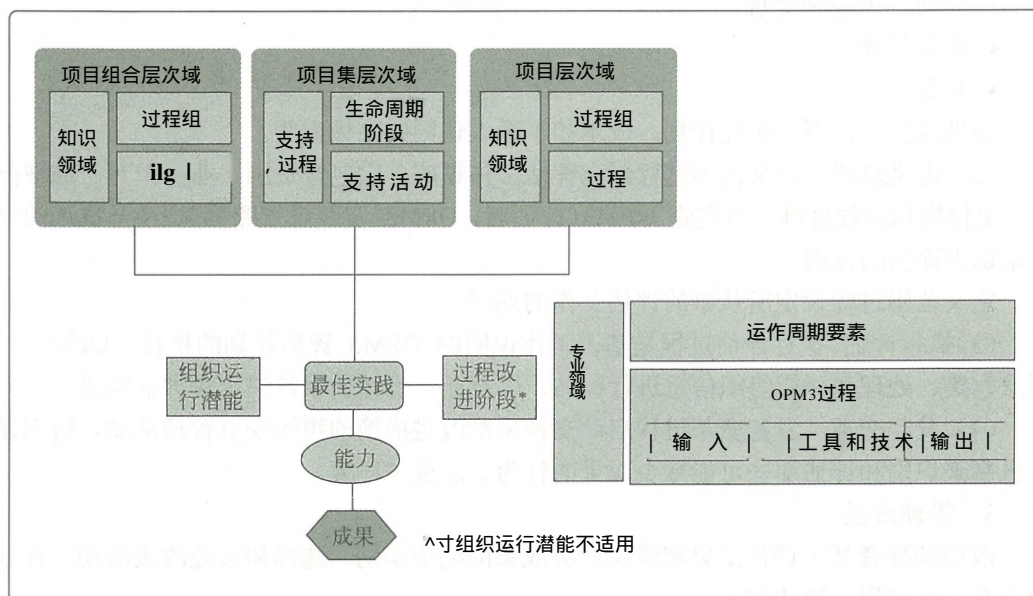 项目组合层次域
知识
领域
过程组
ilg |
项目集层次域
支持
,过程
生命周期
阶段
支持活动
项目层次域
知识
领域
过程组
过程
组织运
行潜能
最佳实践
过程改
进阶段*
能力
成果
*^寸组织运行潜能不适用
专业领域
运作周期要素
OPM3过程
| 输 入 |
| 工具和技术
| 输出 |